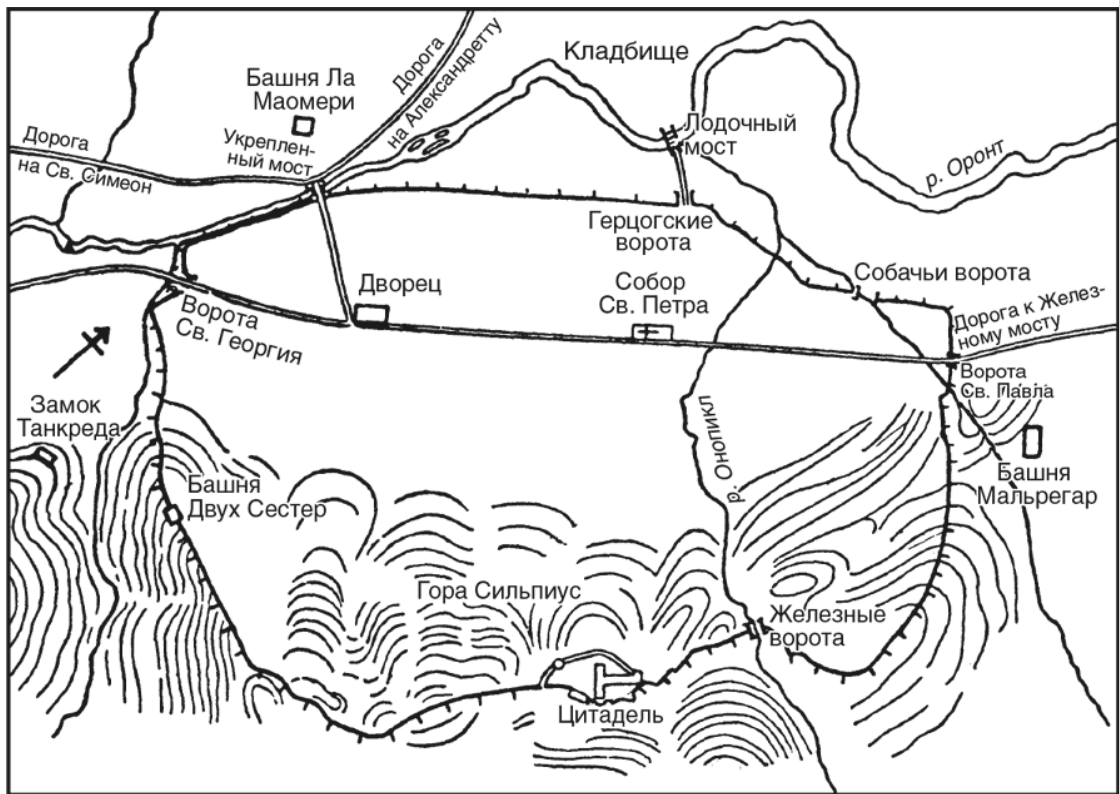 Кладбище
Башня Ла
Маомери
Дорога
на Александретту
Укреплен-
ный мост
Лодочный
мост
Дорога
на Св. Симеон
р. Оронт
Герцогские
ворота
Собачьи ворота
Дворец
Собор
Св. Петра
Ворота
Св. Георгия
Дорога к Желез-
ному мосту
Ворота
Св. Павла
Замок
Танкреда
р. Онопикл
Башня
Мальрегар
Башня
Двух Сестер
Гора Сильпиус
Железные
ворота
Цитадель